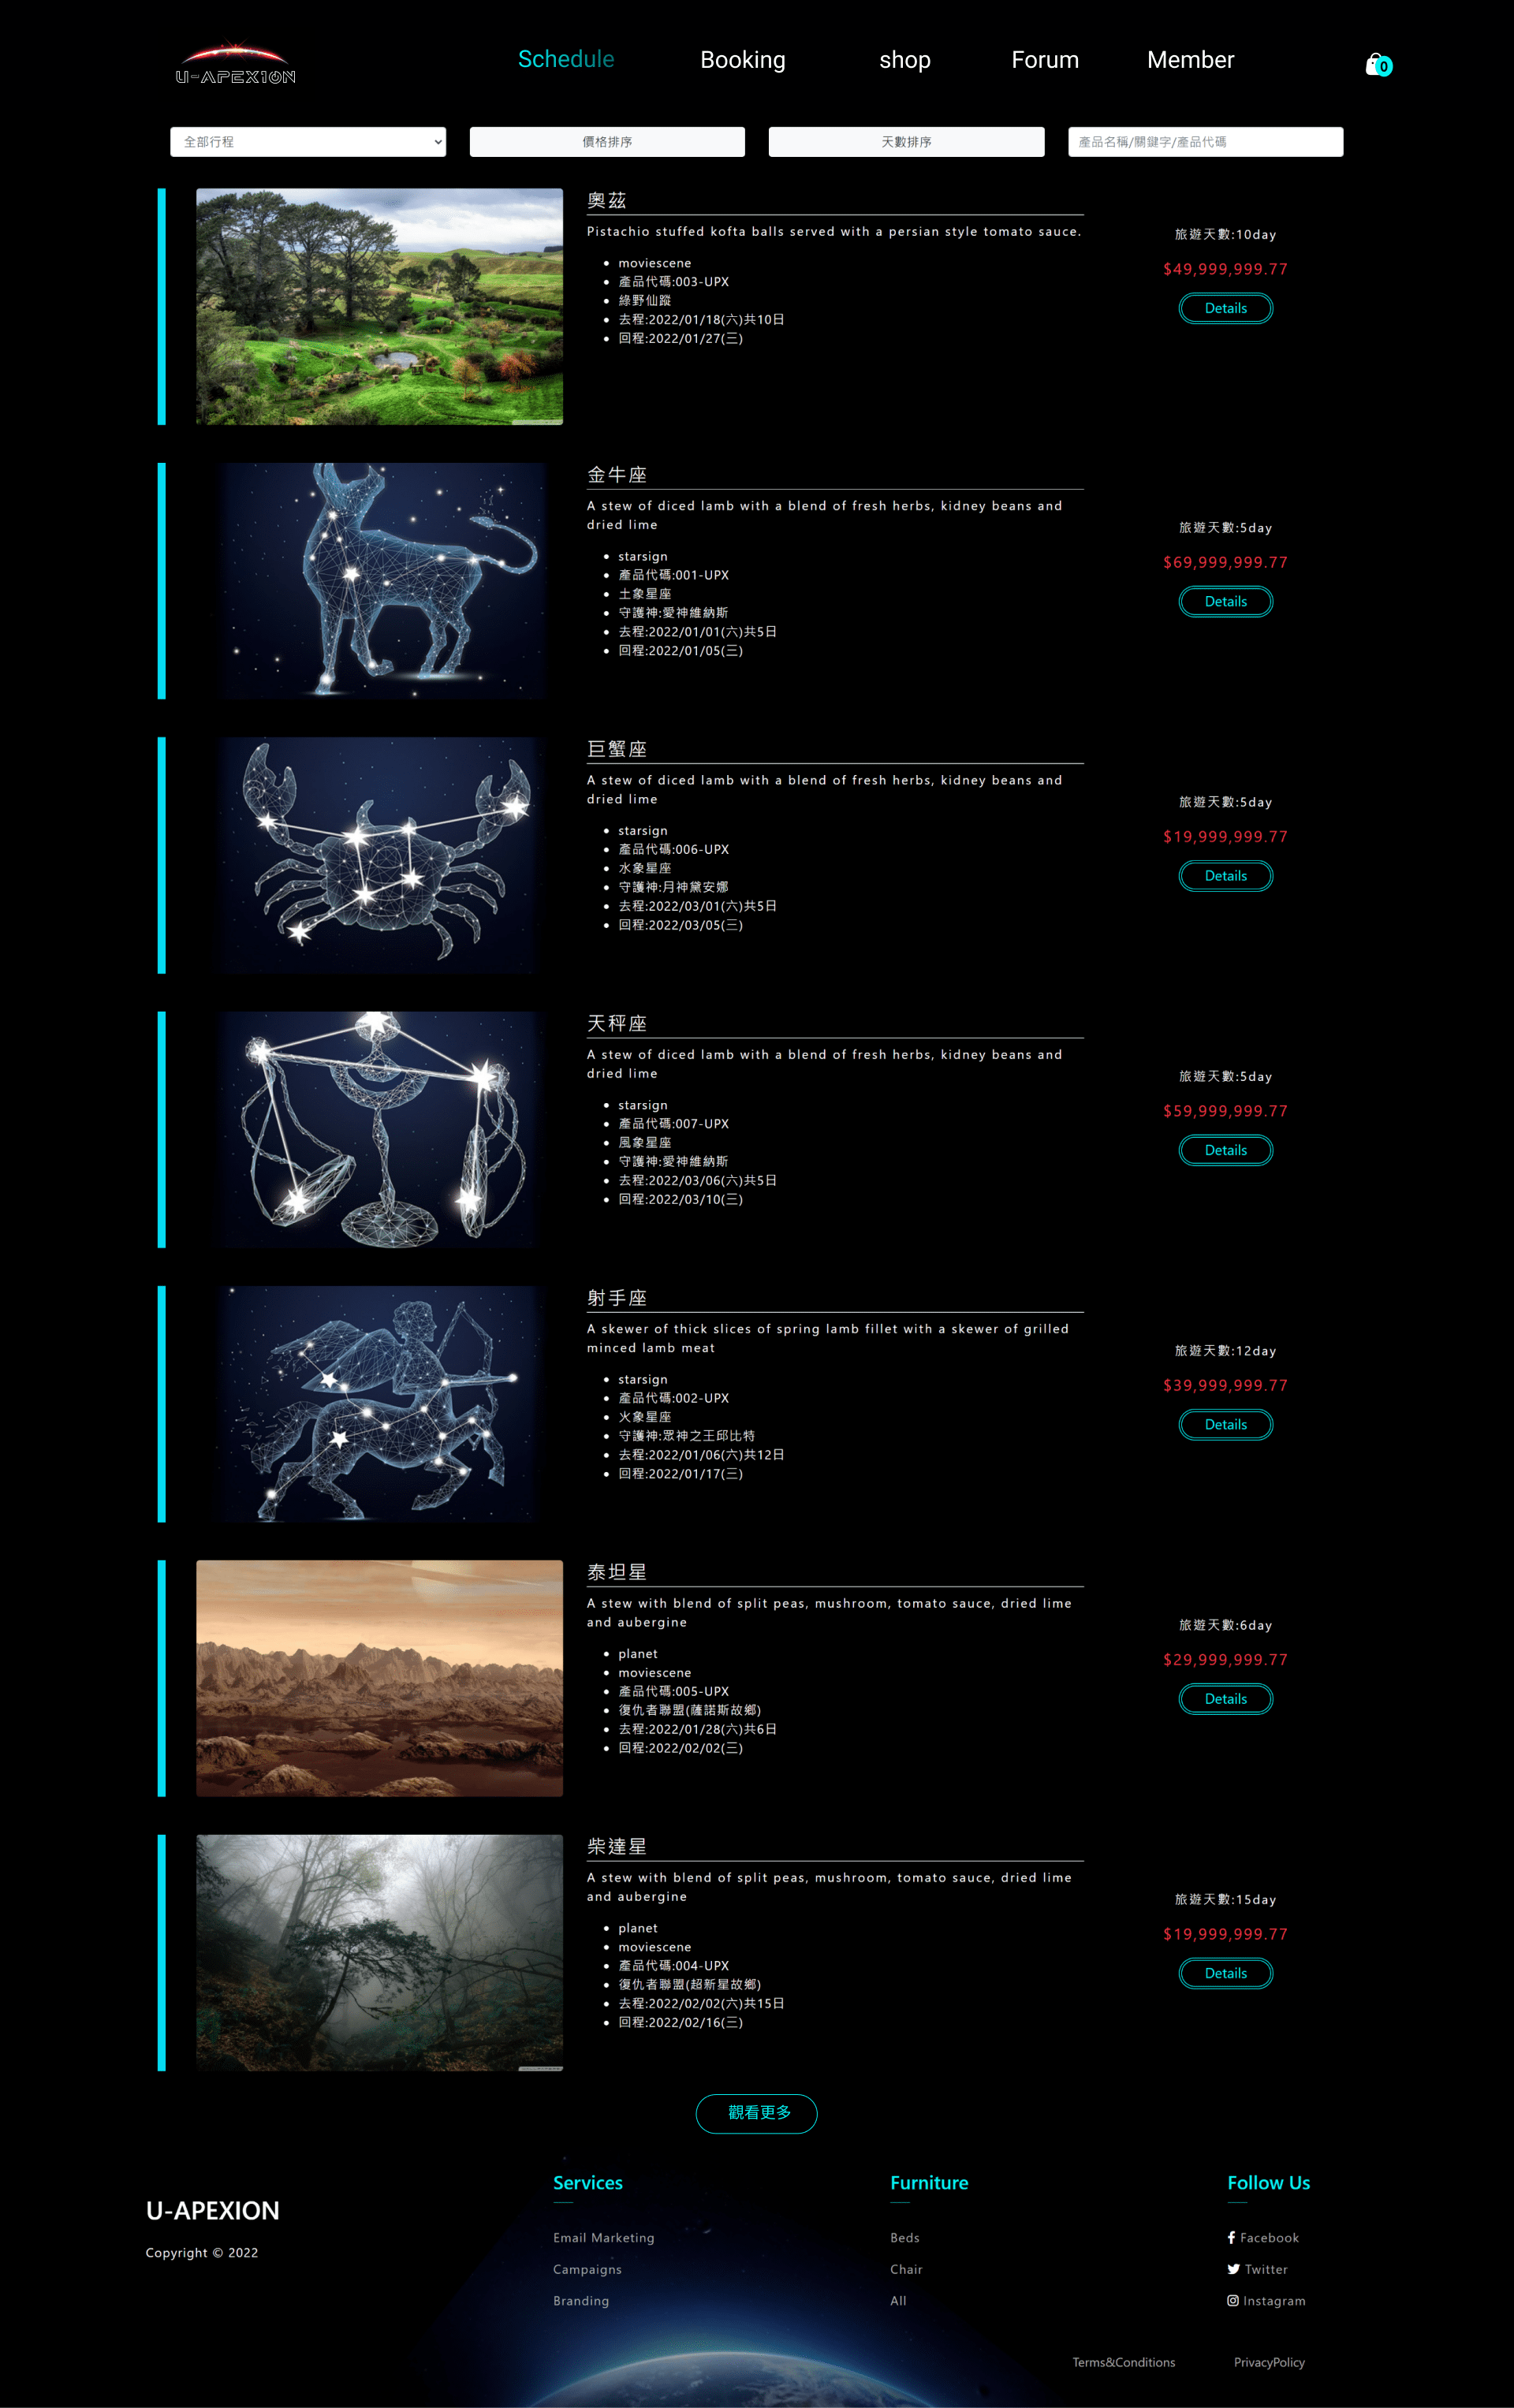 U-APEX1ON
Schedule
Booking
shop
Forum
Member
0
全部行程
價格排序
天數排序
產品名稱/關鍵字/產品代碼
奧茲
Pistachio stuffed kofta balls served with a persian style tomato sauce.
moviescene
產品代碼:003-UPX
綠野仙蹤
去程:2022/01/18(六)共10日
回程:2022/01/27(三)
旅遊天數:10day
$49,999,999.77
Details
金牛座
A stew of diced lamb with a blend of fresh herbs, kidney beans and
dried lime
starsign
產品代碼:001-UPX
土象星座
守護神:愛神維納斯
去程:2022/01/01(六)共5日
回程:2022/01/05(三)
旅遊天數:5day
$69,999,999.77
Details
巨蟹座
A stew of diced lamb with a blend of fresh herbs, kidney beans and
dried lime
starsign
產品代碼:006-UPX
水象星座
守護神:月神黛安娜
去程:2022/03/01(六)共5日
回程:2022/03/05(三)
旅遊天數:5day
$19,999,999.77
Details
天秤座
A stew of diced lamb with a blend of fresh herbs, kidney beans and
dried lime
starsign
產品代碼:007-UPX
風象星座
守護神:愛神維納斯
去程:2022/03/06(六)共5日
回程:2022/03/10(三)
旅遊天數:5day
$59,999,999.77
Details
射手座
A skewer of thick slices of spring lamb fillet with a skewer of grilled
minced lamb meat
starsign
產品代碼:002-UPX
火象星座
守護神:眾神之王邱比特
去程:2022/01/06(六)共12日
回程:2022/01/17(三)
旅遊天數:12day
$39,999,999.77
Details
泰坦星
A stew with blend of split peas, mushroom, tomato sauce, dried lime
and aubergine
planet
moviescene
產品代碼:005-UPX
復仇者聯盟(薩諾斯故鄉)
去程:2022/01/28(六)共6日
回程:2022/02/02(三)
旅遊天數:6day
$29,999,999.77
Details
柴達星
A stew with blend of split peas, mushroom, tomato sauce, dried lime
and aubergine
planet
moviescene
產品代碼:004-UPX
復仇者聯盟(超新星故鄉)
去程:2022/02/02(六)共15日
回程:2022/02/16(三)
旅遊天數:15day
$19,999,999.77
Details
觀看更多
U-APEXION
Copyright © 2022
Services
Email Marketing
Campaigns
Branding
Furniture
Beds
Chair
All
Follow Us
Facebook
Twitter
Instagram
Terms&Conditions
PrivacyPolicy